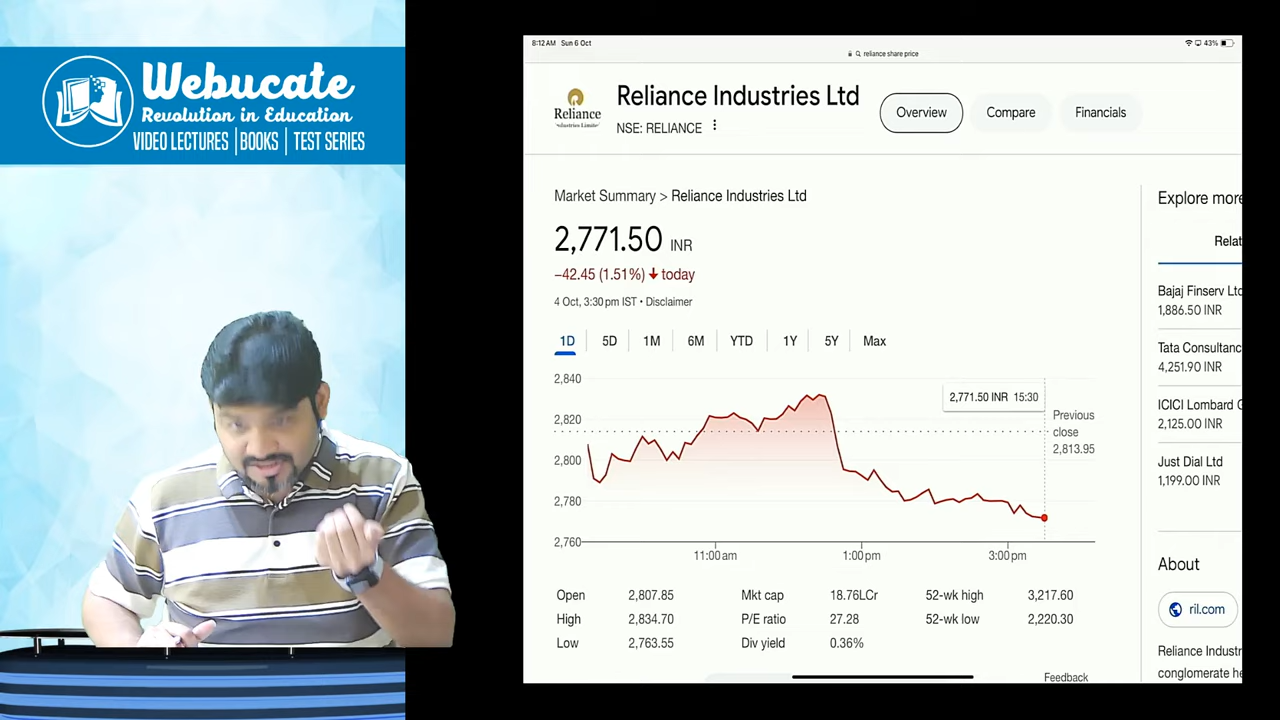 Webucate
Revolution in Education
VIDEO LECTURES | BOOKS | TEST SERIES
8:12 AM Sun 6 Oct
reliance share price
43%
Reliance
Industries Limited
Reliance Industries Ltd
NSE: RELIANCE
Overview
Compare
Financials
Market Summary > Reliance Industries Ltd
2,771.50 INR
−42.45 (1.51%) today
4 Oct, 3:30 pm IST • Disclaimer
1D 5D 1M 6M YTD 1Y 5Y Max
2,840
2,820
2,800
2,780
2,760
2,771.50 INR 15:30
Previous
close
2,813.95
11:00 am 1:00 pm 3:00 pm
Open 2,807.85 Mkt cap 18.76LCr 52-wk high 3,217.60
High 2,834.70 P/E ratio 27.28 52-wk low 2,220.30
Low 2,763.55 Div yield 0.36%
Feedback
Explore more
Relat
Bajaj Finserv Ltd
1,886.50 INR
Tata Consultanc
4,251.90 INR
ICICI Lombard G
2,125.00 INR
Just Dial Ltd
1,199.00 INR
About
ril.com
Reliance Industr
conglomerate he